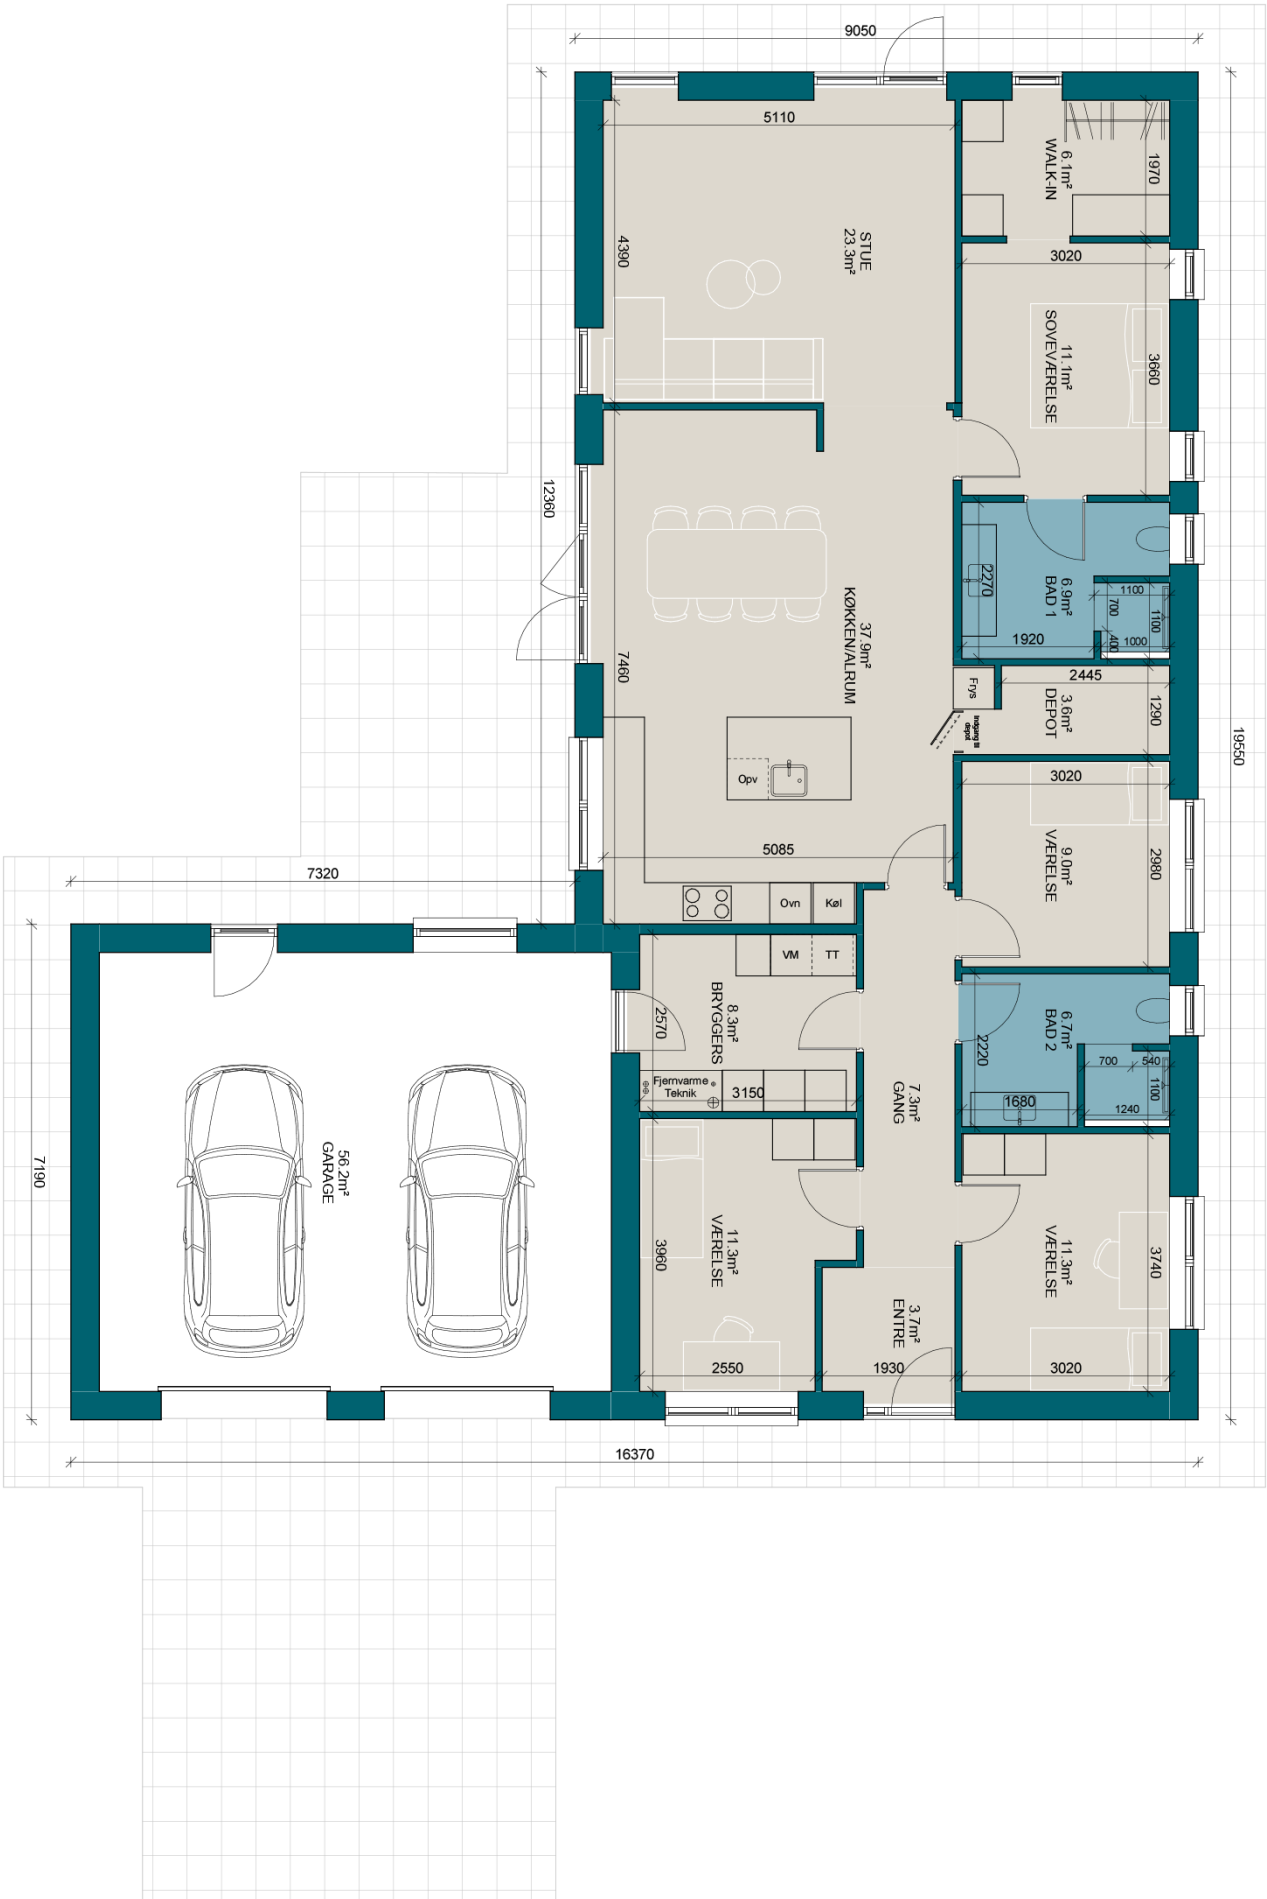 9050
5110
1970
WALK-IN
6.1m²
4390
STUE
23.3m²
3020
SOVEVÆRELSE
11.1m²
3660
12360
2270
BAD 1
6.9m²
1100
700
1100
1920
400
1000
KØKKEN/ALRUM
37.9m²
7460
Frys
2445
DEPOT
3.6m²
1290
Indgang til
depot
19550
Opv
3020
VÆRELSE
9.0m²
2980
5085
7320
Ovn
Køl
VM
TT
BRYGGERS
8.3m²
2570
BAD 2
6.7m²
2220
700
540
1100
1240
1680
Fjernvarme
Teknik
3150
GANG
7.3m²
GARAGE
56.2m²
7190
VÆRELSE
11.3m²
3960
VÆRELSE
11.3m²
3740
ENTRE
3.7m²
2550
1930
3020
16370